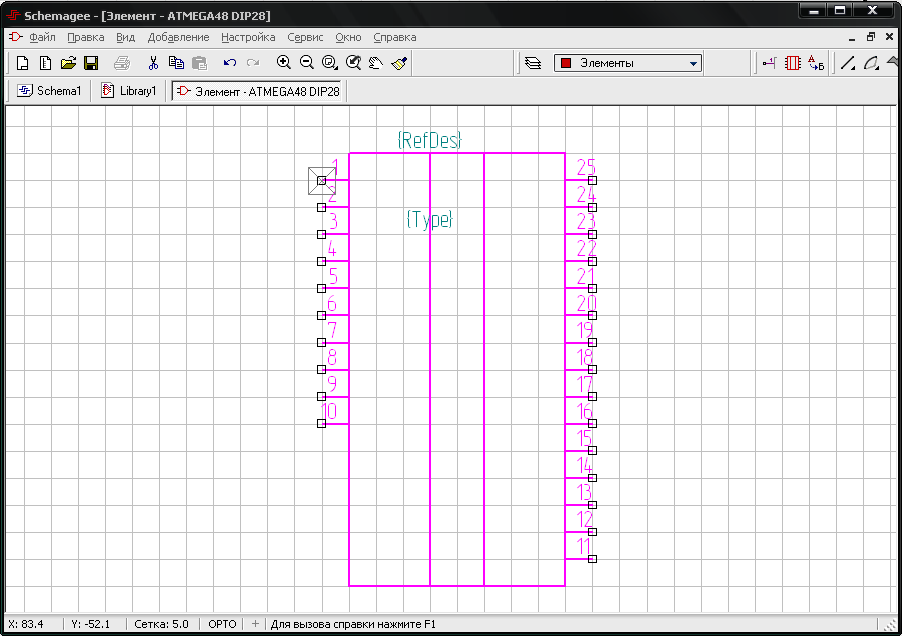 Schemagee - [Элемент - ATMEGA48 DIP28]
Файл Правка Вид Добавление Настройка Сервис Окно Справка
Элементы
А Б
Schema1 Library1 Элемент - ATMEGA48 DIP28
{RefDes}
1 25
2 24
{Type}
3 23
4 22
5 21
6 20
7 19
8 18
9 17
10 16
15
14
13
12
11
X: 83.4 Y: -52.1 Сетка: 5.0 ОРТО Для вызова справки нажмите F1